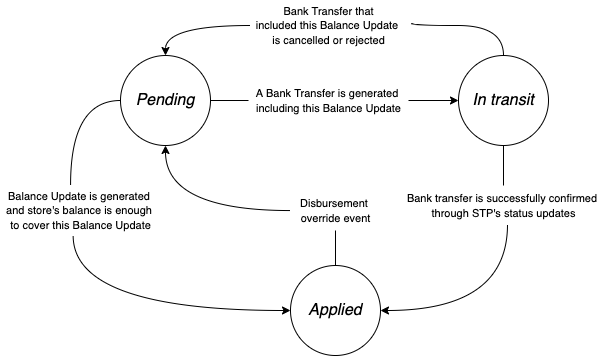 Bank Transfer that
included this Balance Update
is cancelled or rejected
Pending
A Bank Transfer is generated
including this Balance Update
In transit
Balance Update is generated
and store's balance is enough
to cover this Balance Update
Disbursement
override event
Bank transfer is successfully confirmed
through STP's status updates
Applied